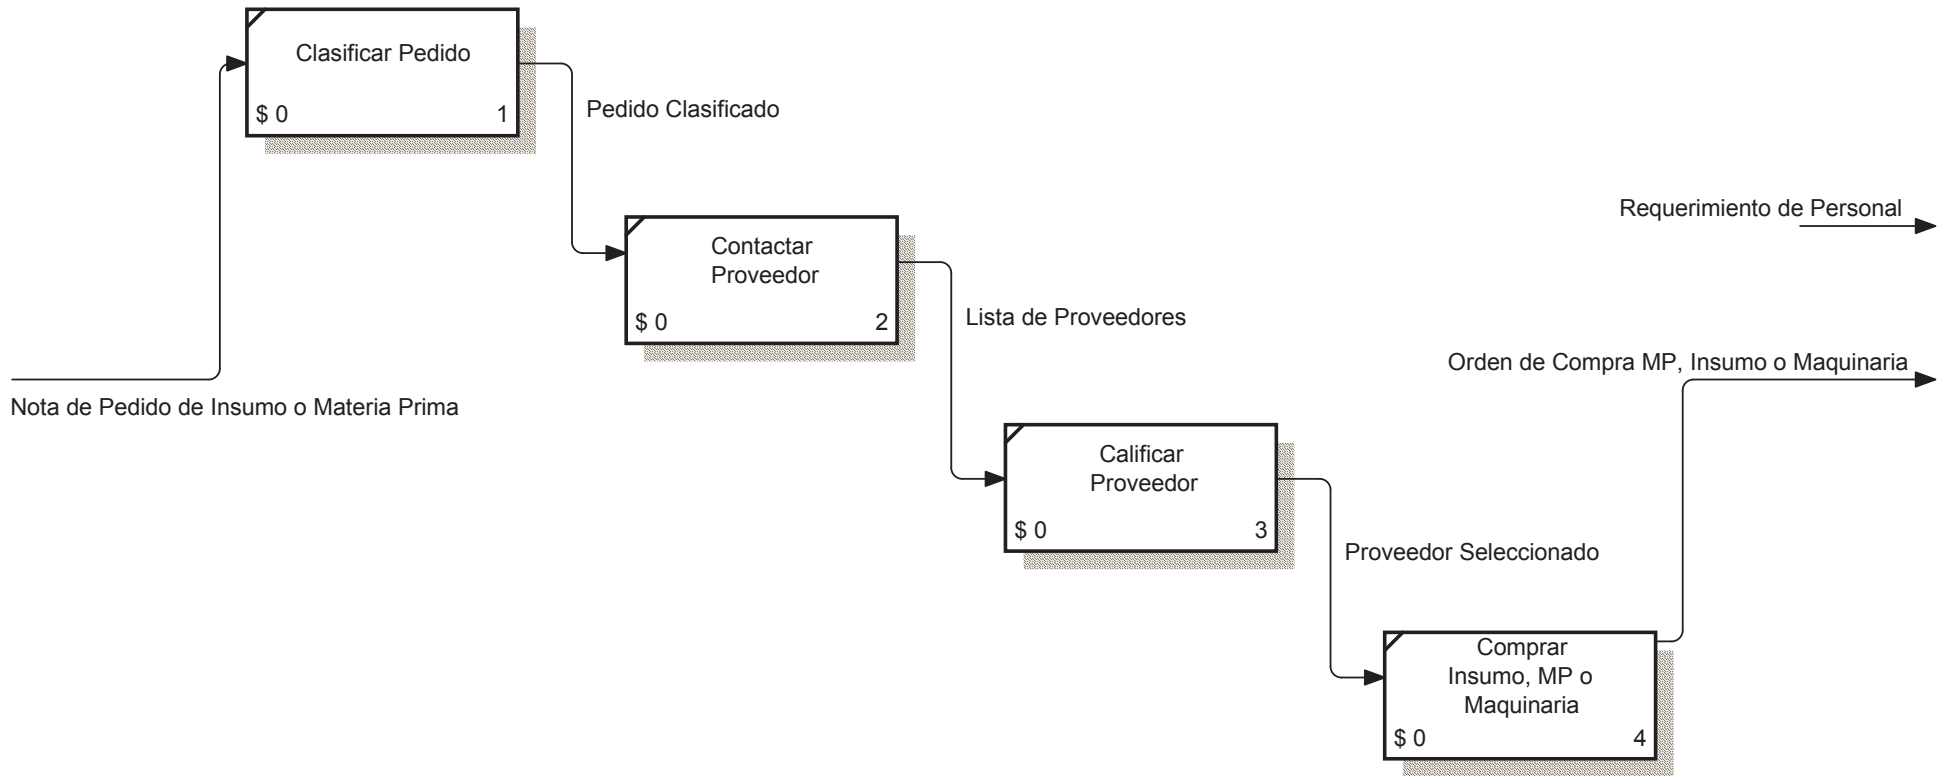 Clasificar Pedido
$ 0
1
Pedido Clasificado
Requerimiento de Personal
Contactar
Proveedor
$ 0
2
Lista de Proveedores
Orden de Compra MP, Insumo o Maquinaria
Nota de Pedido de Insumo o Materia Prima
Calificar
Proveedor
$ 0
3
Proveedor Seleccionado
Comprar
Insumo, MP o
Maquinaria
$ 0
4